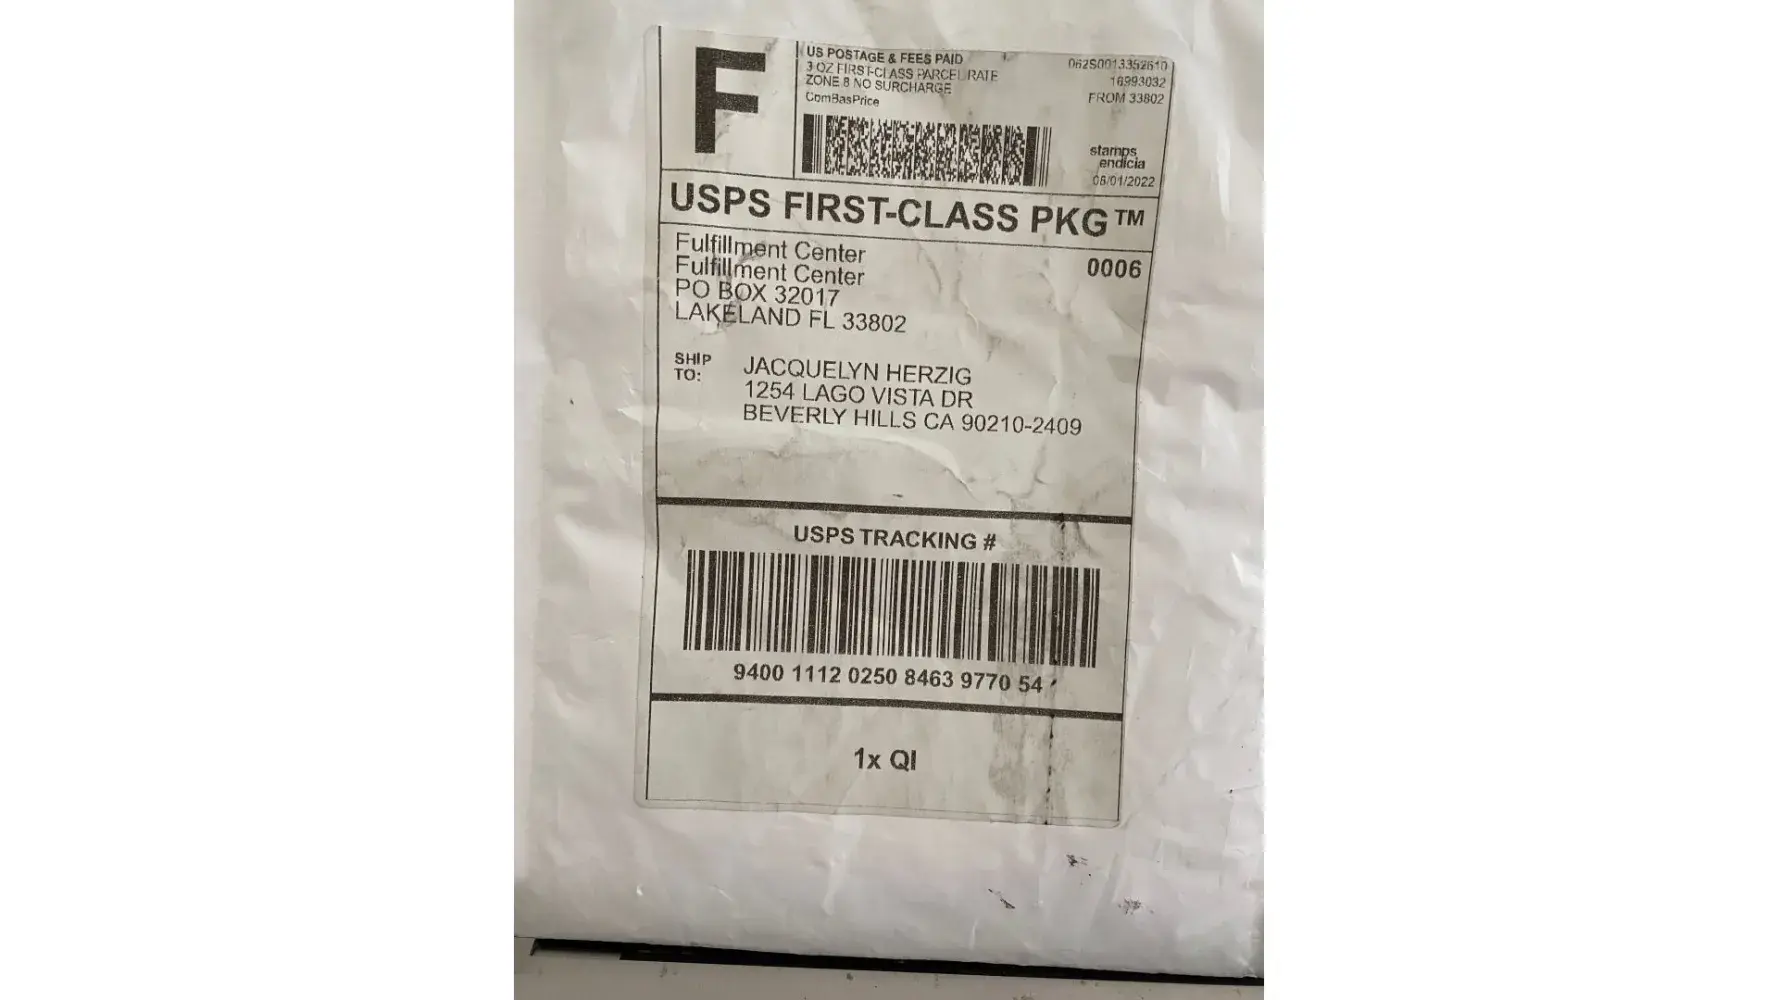 F
US POSTAGE & FEES PAID
3 OZ FIRST-CLASS PARCEL RATE
ZONE 8 NO SURCHARGE
ComBasPrice
062S0013352610
16993032
FROM 33802
stamps
endicia
08/01/2022
USPS FIRST-CLASS PKG™
Fulfillment Center
0006
Fulfillment Center
PO BOX 32017
LAKELAND FL 33802
SHIP
TO:
JACQUELYN HERZIG
1254 LAGO VISTA DR
BEVERLY HILLS CA 90210-2409
USPS TRACKING #
9400 1112 0250 8463 9770 54
1x QI